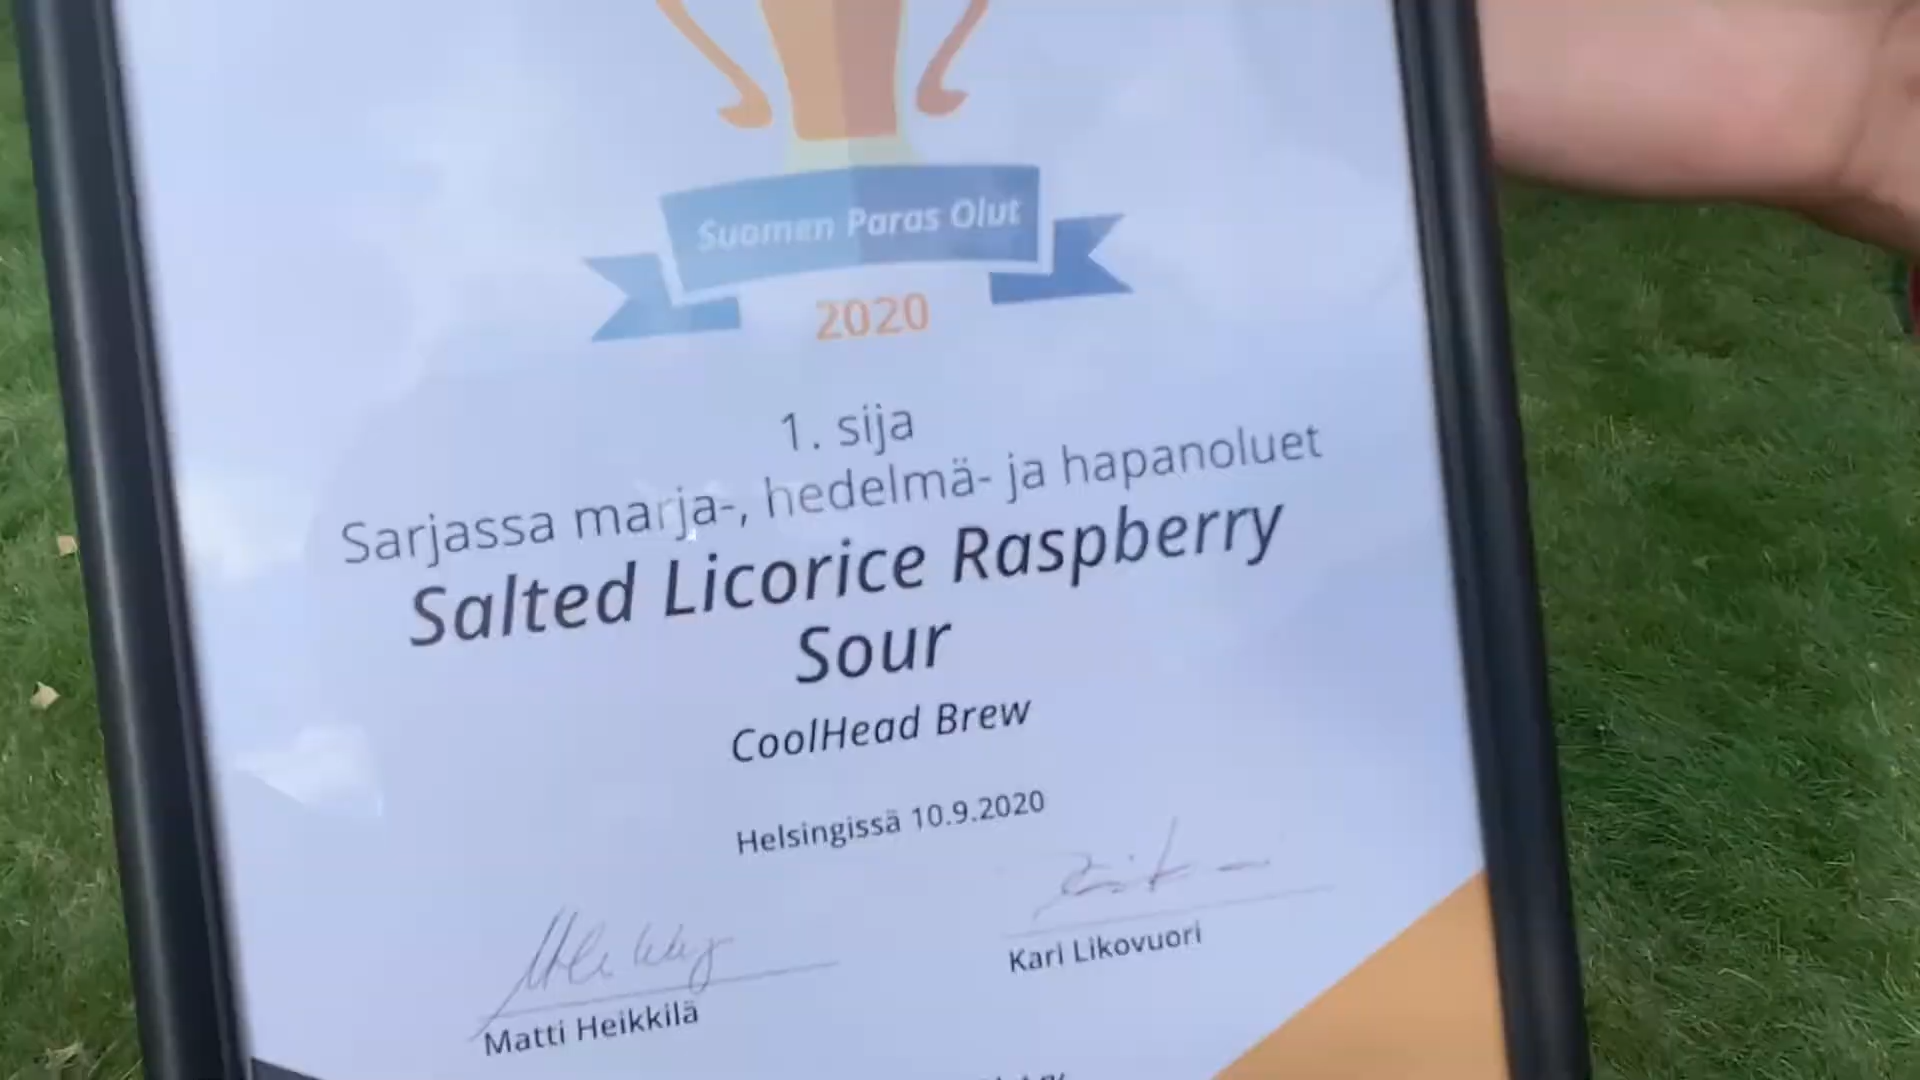 Suomen Paras Olut
2020
1. sija
Sarjassa marja-, hedelmä- ja hapanoluet
Salted Licorice Raspberry
Sour
CoolHead Brew
Helsingissä 10.9.2020
Kari Likovuori
Matti Heikkilä